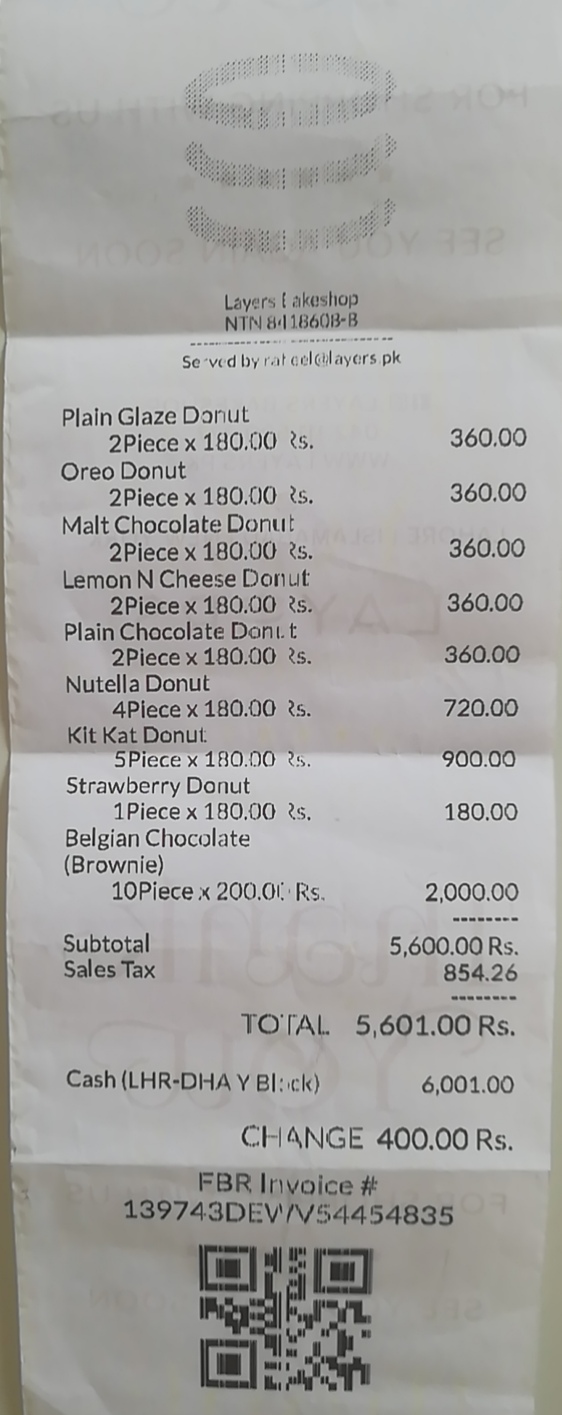 Layers Bakeshop
NTN 8411860B-B
Served by raheel@layers.pk
Plain Glaze Donut
2Piece x 180.00 Rs. 360.00
Oreo Donut
2Piece x 180.00 Rs. 360.00
Malt Chocolate Donut
2Piece x 180.00 Rs. 360.00
Lemon N Cheese Donut
2Piece x 180.00 Rs. 360.00
Plain Chocolate Donut
2Piece x 180.00 Rs. 360.00
Nutella Donut
4Piece x 180.00 Rs. 720.00
Kit Kat Donut
5Piece x 180.00 Rs. 900.00
Strawberry Donut
1Piece x 180.00 Rs. 180.00
Belgian Chocolate
(Brownie)
10Piece x 200.00 Rs. 2,000.00
--------
Subtotal 5,600.00 Rs.
Sales Tax 854.26
--------
TOTAL 5,601.00 Rs.
Cash (LHR-DHA Y Block) 6,001.00
CHANGE 400.00 Rs.
FBR Invoice #